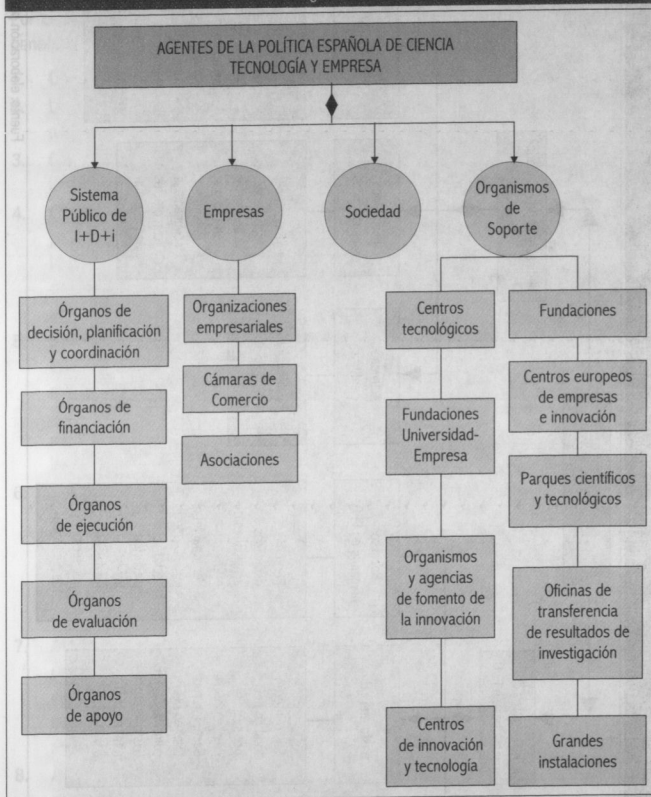 AGENTES DE LA POLÍTICA ESPAÑOLA DE CIENCIA
TECNOLOGÍA Y EMPRESA
Sistema
Público de
I+D+i
Empresas
Sociedad
Organismos
de
Soporte
Órganos de
decisión, planificación
y coordinación
Órganos de
financiación
Órganos
de ejecución
Órganos
de evaluación
Órganos
de apoyo
Organizaciones
empresariales
Cámaras de
Comercio
Asociaciones
Centros
tecnológicos
Fundaciones
Universidad-
Empresa
Organismos
y agencias
de fomento de
la innovación
Centros
de innovación
y tecnología
Fundaciones
Centros europeos
de empresas
e innovación
Parques científicos
y tecnológicos
Oficinas de
transferencia
de resultados de
investigación
Grandes
instalaciones